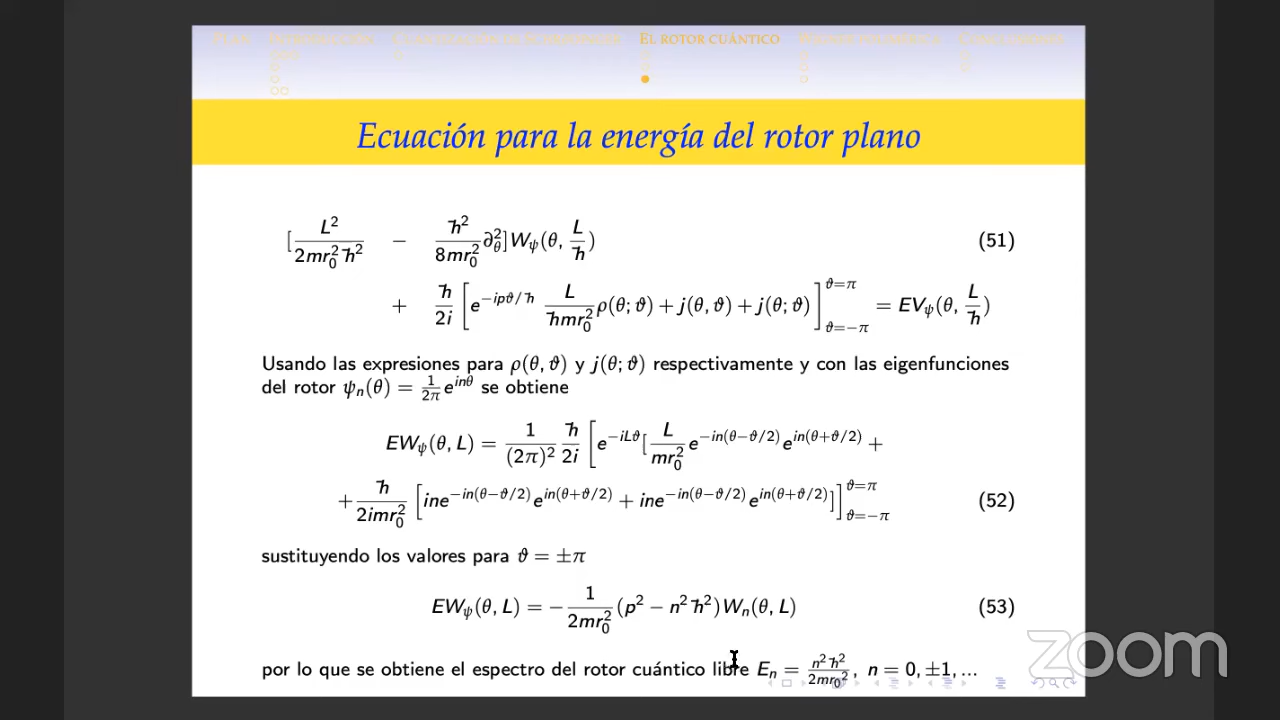 EL ROTOR CUÁNTICO
Ecuación para la energía del rotor plano
[ L² / 2mr₀²ħ² − ħ² / 8mr₀² ∂²_θ ] W_ψ(θ, L/ħ) (51)
+ ħ/2i [ e^{−ipϑ/ħ} L / ħmr₀² ρ(θ; ϑ) + j(θ, ϑ) + j(θ; ϑ) ]^{ϑ=π}_{ϑ=−π} = EV_ψ(θ, L/ħ)
Usando las expresiones para ρ(θ, ϑ) y j(θ; ϑ) respectivamente y con las eigenfunciones
del rotor ψₙ(θ) = 1/2π e^{inθ} se obtiene
EW_ψ(θ, L) = 1/(2π)² ħ/2i [ e^{−iLϑ} [ L/mr₀² e^{−in(θ−ϑ/2)} e^{in(θ+ϑ/2)} +
+ ħ/2imr₀² [ ine^{−in(θ−ϑ/2)} e^{in(θ+ϑ/2)} + ine^{−in(θ−ϑ/2)} e^{in(θ+ϑ/2)} ] ]^{ϑ=π}_{ϑ=−π} (52)
sustituyendo los valores para ϑ = ±π
EW_ψ(θ, L) = − 1/2mr₀² (p² − n²ħ²) Wₙ(θ, L) (53)
por lo que se obtiene el espectro del rotor cuántico libre Eₙ = n²ħ²/2mr₀², n = 0, ±1, ...
zoom